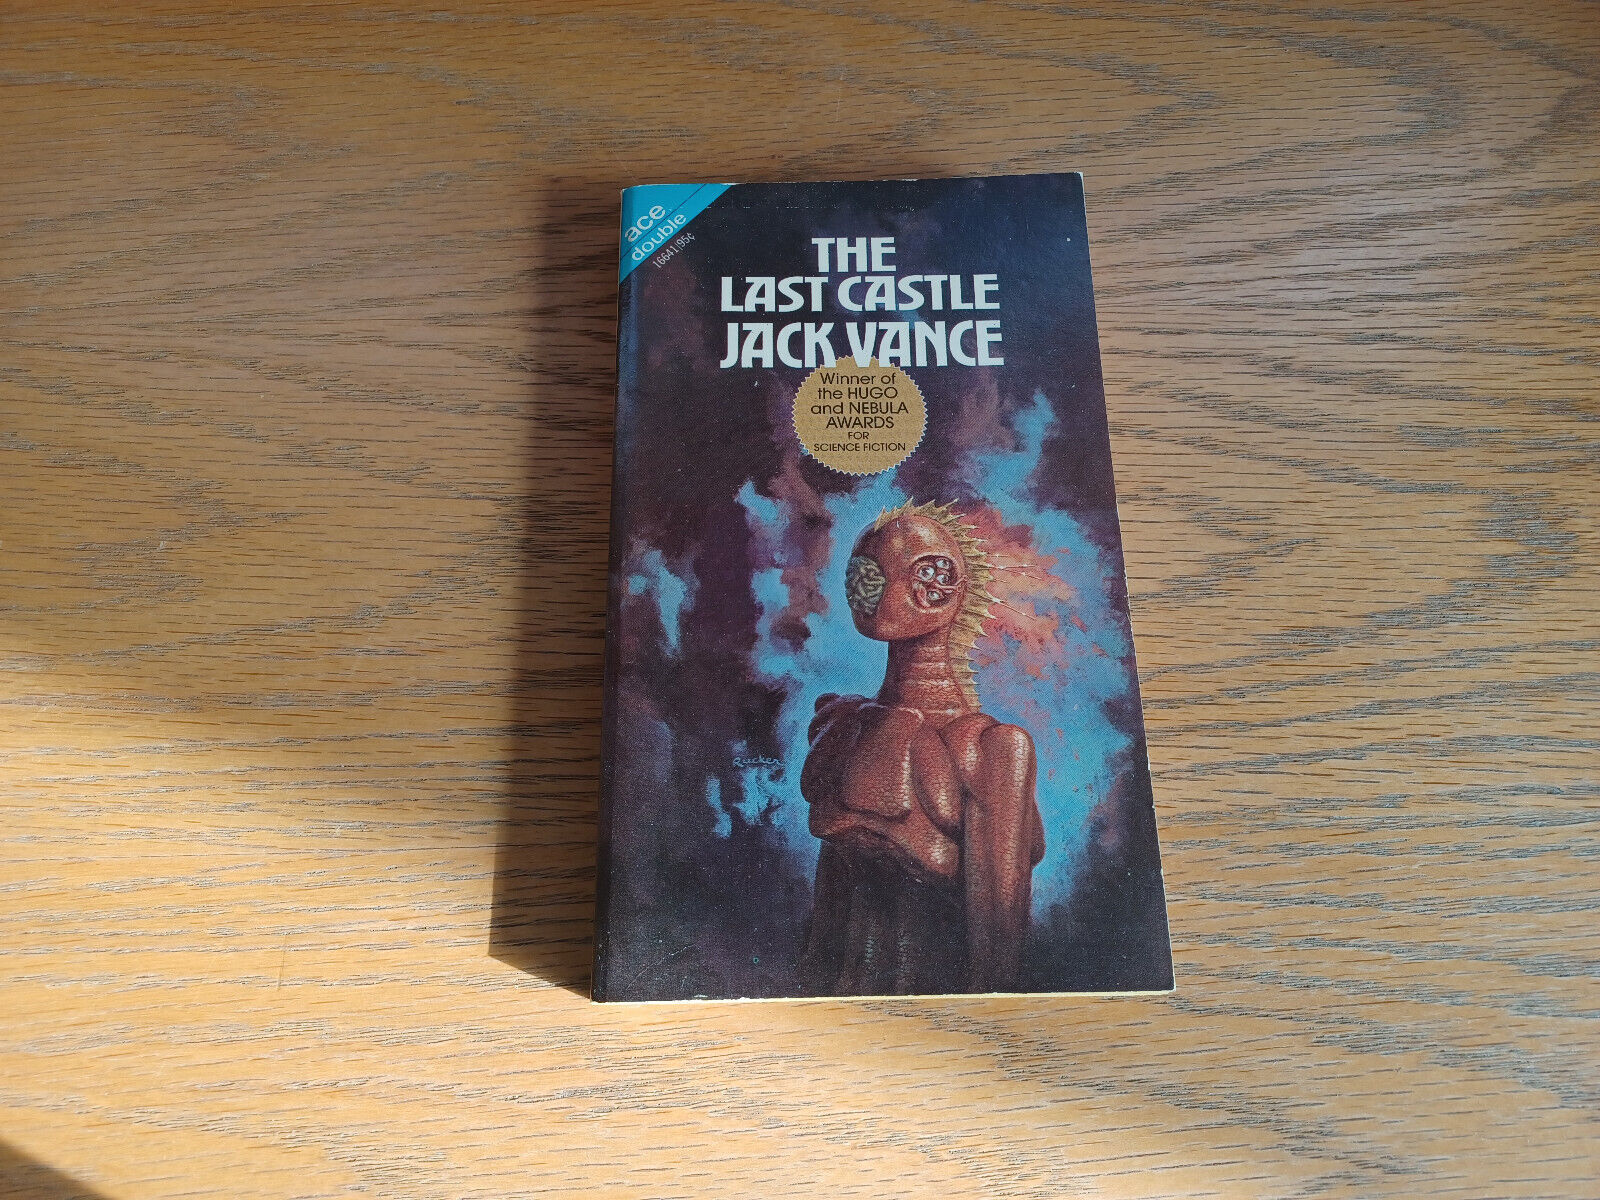 ace
double
16641|95¢
THE
LAST CASTLE
JACK VANCE
Winner of
the HUGO
and NEBULA
AWARDS
FOR
SCIENCE FICTION
Rucker